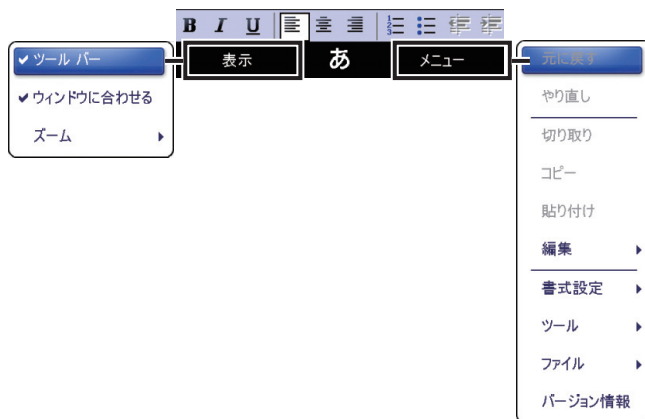 B I U
表示 あ メニュー
ツール バー
ウィンドウに合わせる
ズーム
元に戻す
やり直し
切り取り
コピー
貼り付け
編集
書式設定
ツール
ファイル
バージョン情報